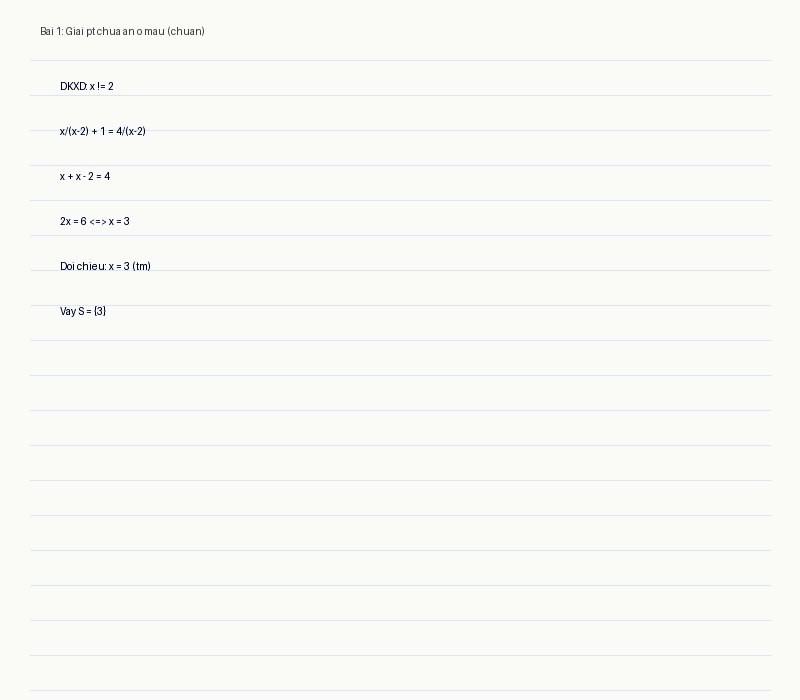 Bai 1: Giai pt chua an o mau (chuan)
DKXD: x != 2
x/(x-2) + 1 = 4/(x-2)
x + x - 2 = 4
2x = 6 <=> x = 3
Doi chieu: x = 3 (tm)
Vay S = {3}